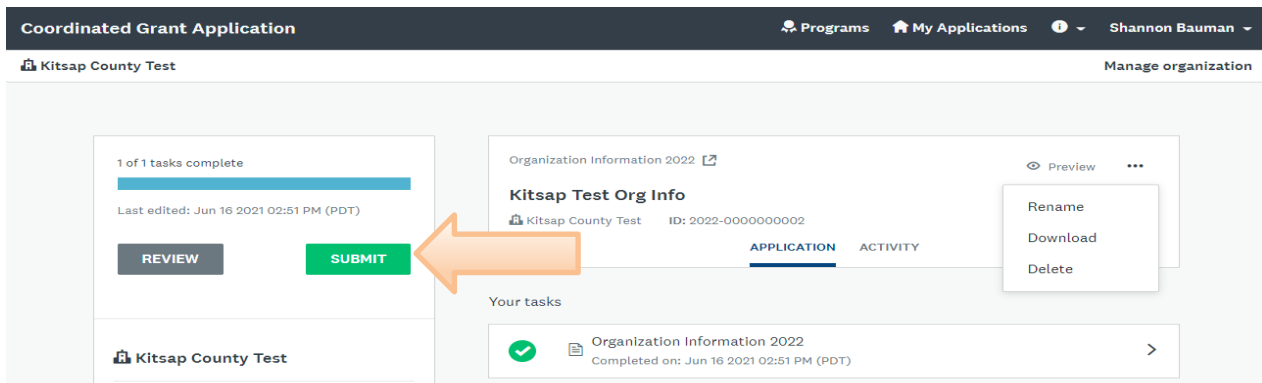 Coordinated Grant Application
Programs
My Applications
Shannon Bauman
Kitsap County Test
Manage organization
1 of 1 tasks complete
Last edited: Jun 16 2021 02:51 PM (PDT)
REVIEW
SUBMIT
Kitsap County Test
Organization Information 2022
Preview
Kitsap Test Org Info
Kitsap County Test ID: 2022-0000000002
APPLICATION ACTIVITY
Rename
Download
Delete
Your tasks
Organization Information 2022
Completed on: Jun 16 2021 02:51 PM (PDT)